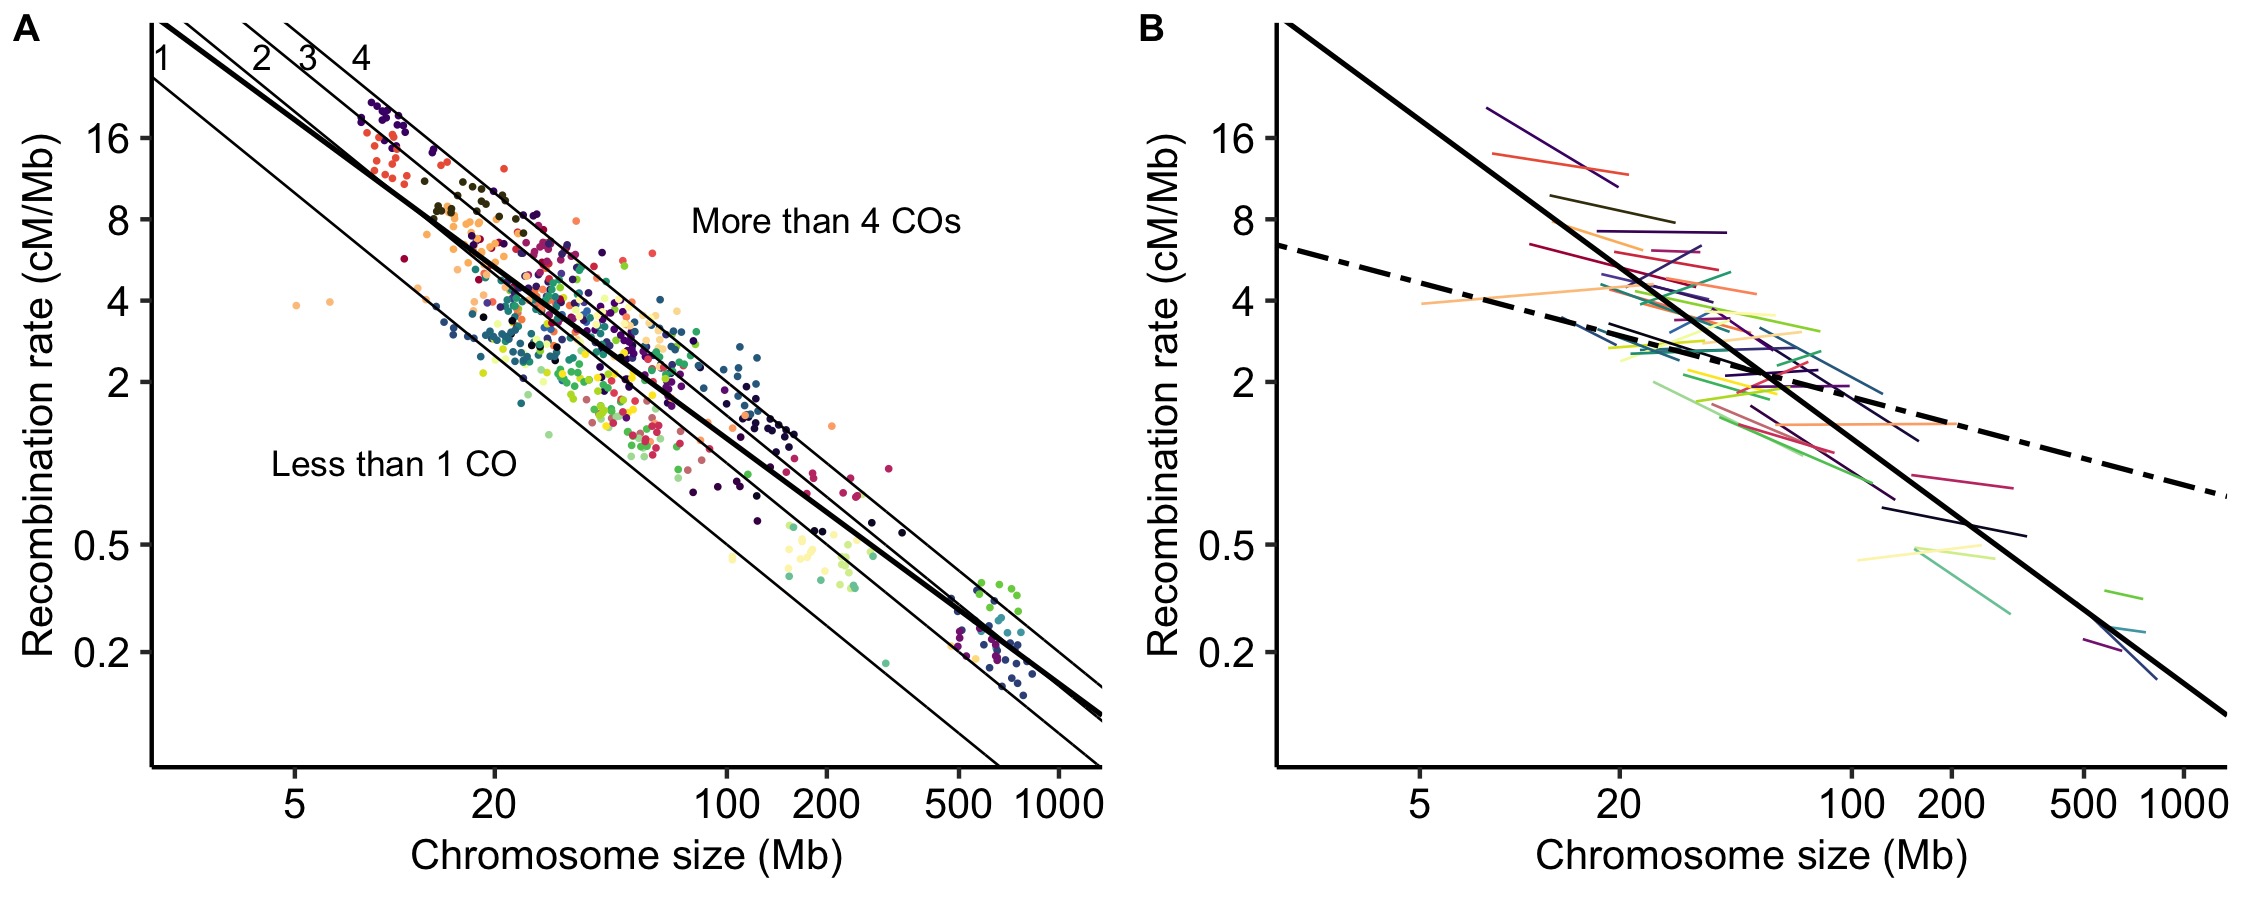 A
1 2 3 4
16
8
4
2
0.5
0.2
Recombination rate (cM/Mb)
More than 4 COs
Less than 1 CO
5 20 100 200 500 1000
Chromosome size (Mb)
B
16
8
4
2
0.5
0.2
Recombination rate (cM/Mb)
5 20 100 200 500 1000
Chromosome size (Mb)